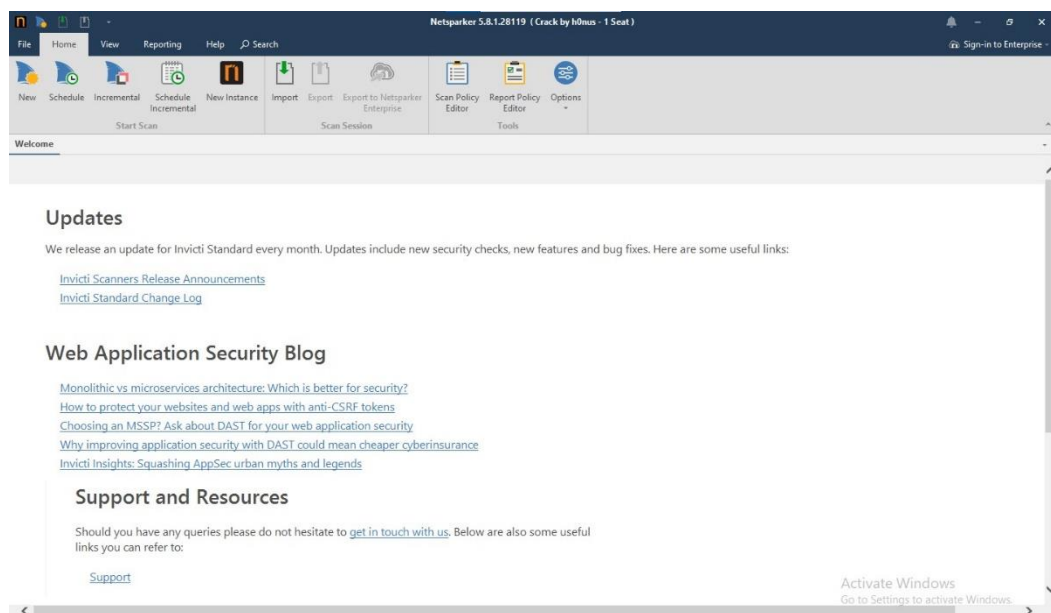 Netsparker 5.8.1.28119 ( Crack by h0nus - 1 Seat )
File Home View Reporting Help Search Sign-in to Enterprise
New Schedule Incremental Schedule Incremental New Instance Import Export Export to Netsparker Enterprise Scan Policy Editor Report Policy Editor Options
Start Scan Scan Session Tools
Welcome
Updates
We release an update for Invicti Standard every month. Updates include new security checks, new features and bug fixes. Here are some useful links:
Invicti Scanners Release Announcements
Invicti Standard Change Log
Web Application Security Blog
Monolithic vs microservices architecture: Which is better for security?
How to protect your websites and web apps with anti-CSRF tokens
Choosing an MSSP? Ask about DAST for your web application security
Why improving application security with DAST could mean cheaper cyberinsurance
Invicti Insights: Squashing AppSec urban myths and legends
Support and Resources
Should you have any queries please do not hesitate to get in touch with us. Below are also some useful
links you can refer to:
Support
Activate Windows
Go to Settings to activate Windows.